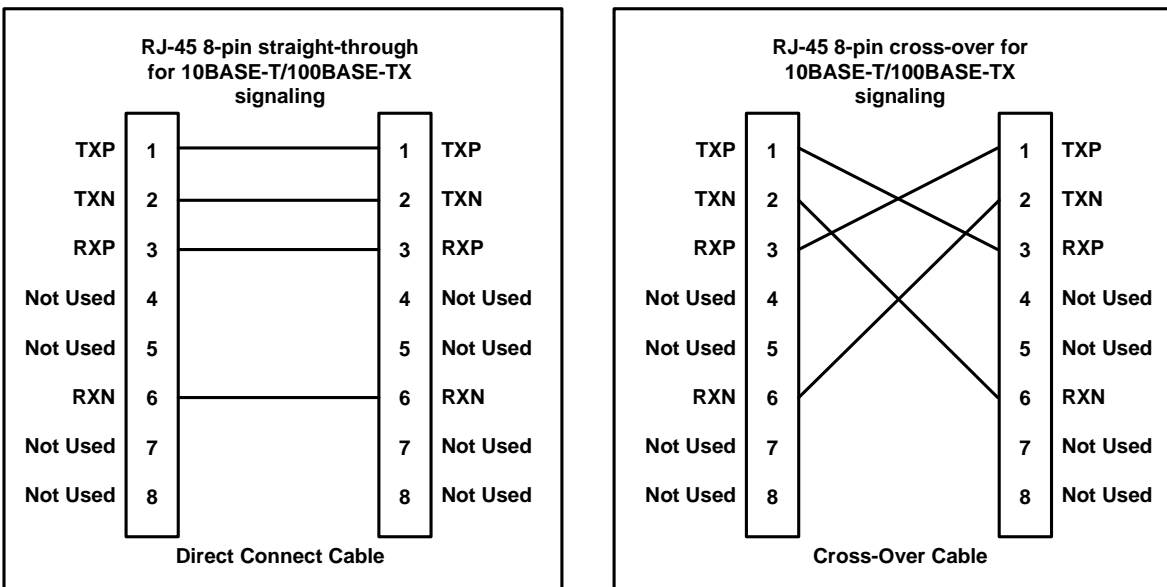 RJ-45 8-pin straight-through
for 10BASE-T/100BASE-TX
signaling
TXP 1 1 TXP
TXN 2 2 TXN
RXP 3 3 RXP
Not Used 4 4 Not Used
Not Used 5 5 Not Used
RXN 6 6 RXN
Not Used 7 7 Not Used
Not Used 8 8 Not Used
Direct Connect Cable
RJ-45 8-pin cross-over for
10BASE-T/100BASE-TX
signaling
TXP 1 1 TXP
TXN 2 2 TXN
RXP 3 3 RXP
Not Used 4 4 Not Used
Not Used 5 5 Not Used
RXN 6 6 RXN
Not Used 7 7 Not Used
Not Used 8 8 Not Used
Cross-Over Cable